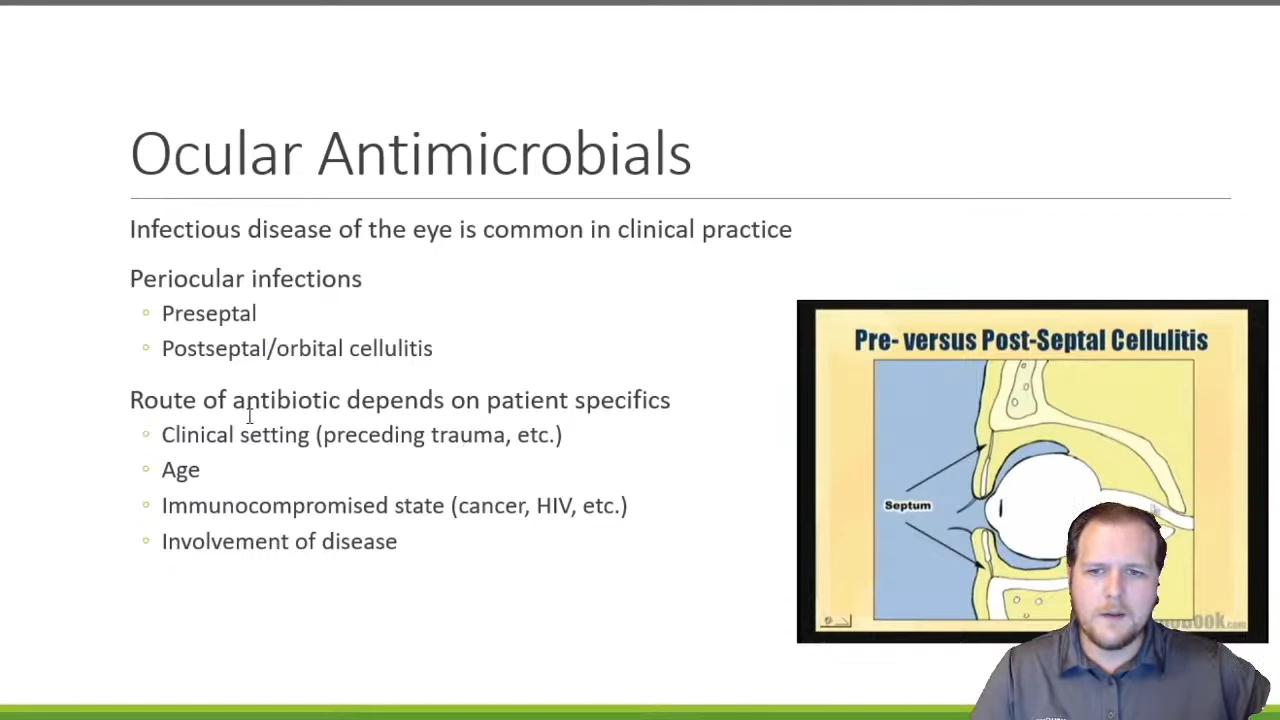 Ocular Antimicrobials
Infectious disease of the eye is common in clinical practice
Periocular infections
Preseptal
Postseptal/orbital cellulitis
Route of antibiotic depends on patient specifics
Clinical setting (preceding trauma, etc.)
Age
Immunocompromised state (cancer, HIV, etc.)
Involvement of disease
Pre- versus Post-Septal Cellulitis
Septum